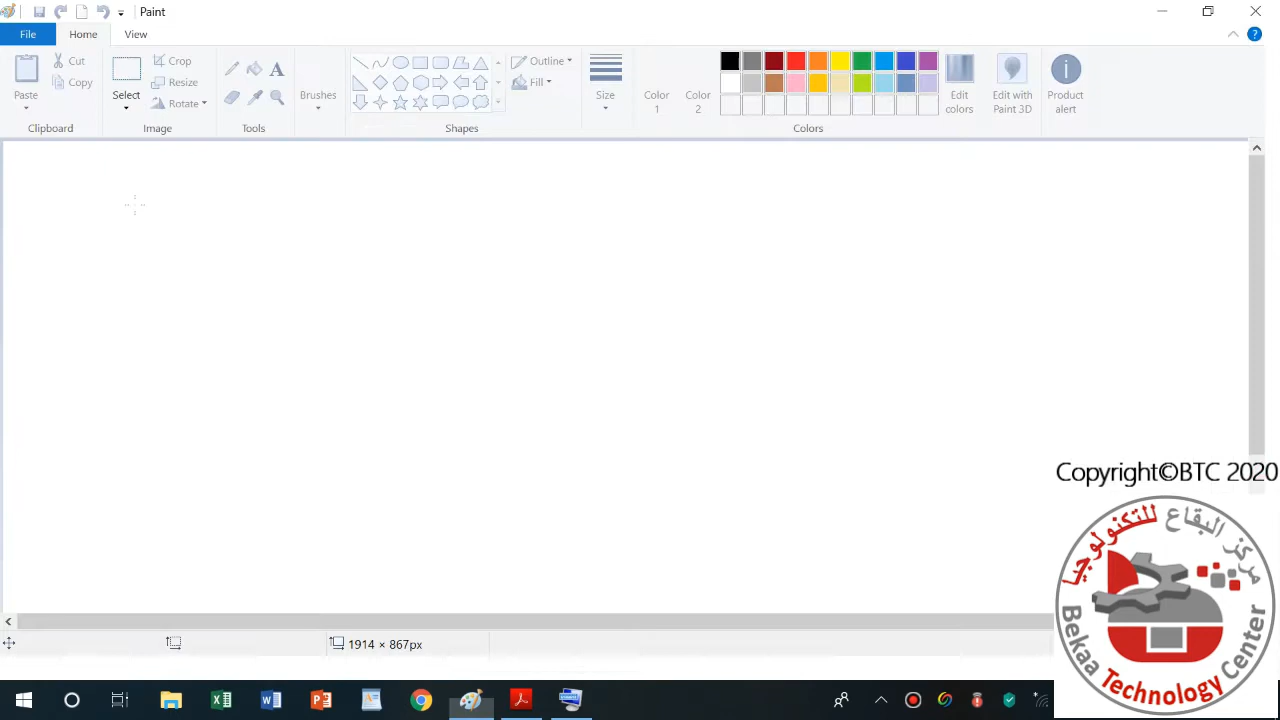 Paint
File Home View
Paste
Cut
Copy
Clipboard
Select
Crop
Resize
Rotate
Image
Tools
Brushes
Shapes
Outline
Fill
Size
Color 1
Color 2
Colors
Edit colors
Edit with Paint 3D
Product alert
1914 × 867px
Copyright©BTC 2020
مركز البقاع للتكنولوجيا
Bekaa Technology Center